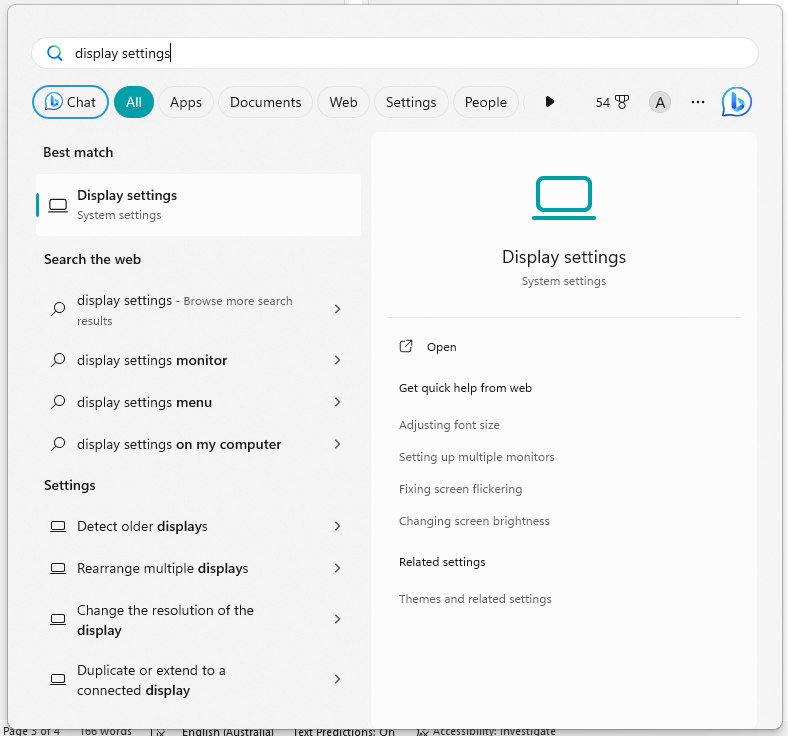 display settings
Chat All Apps Documents Web Settings People 54 A ...
Best match
Display settings
System settings
Search the web
display settings - Browse more search
results
display settings monitor
display settings menu
display settings on my computer
Settings
Detect older displays
Rearrange multiple displays
Change the resolution of the
display
Duplicate or extend to a
connected display
Display settings
System settings
Open
Get quick help from web
Adjusting font size
Setting up multiple monitors
Fixing screen flickering
Changing screen brightness
Related settings
Themes and related settings
Page 3 of 4 166 words English (Australia) Text Predictions: On Accessibility: Investigate